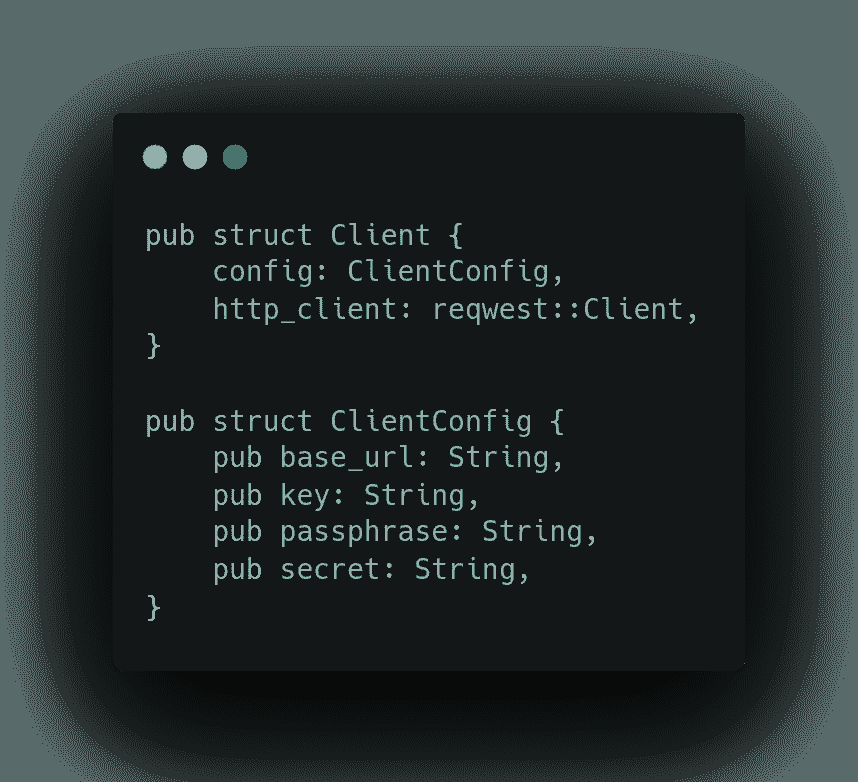 pub struct Client {
    config: ClientConfig,
    http_client: reqwest::Client,
}

pub struct ClientConfig {
    pub base_url: String,
    pub key: String,
    pub passphrase: String,
    pub secret: String,
}